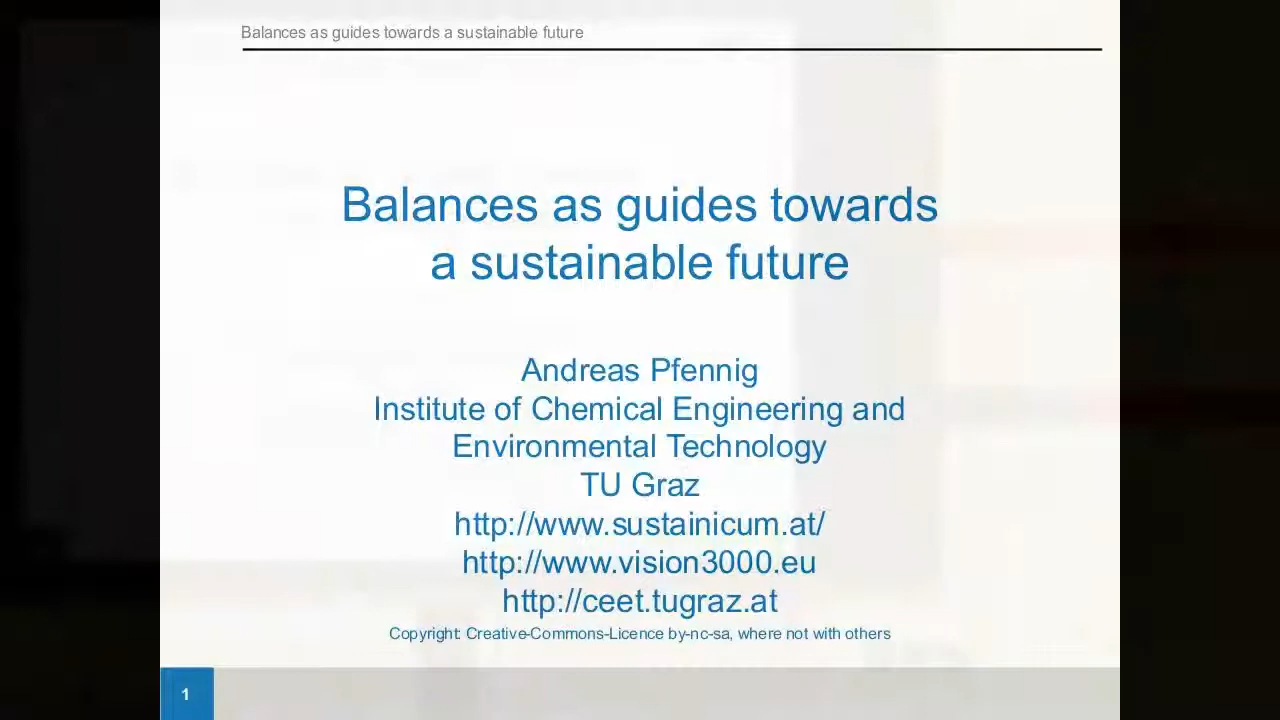 Balances as guides towards a sustainable future
Balances as guides towards
a sustainable future
Andreas Pfennig
Institute of Chemical Engineering and
Environmental Technology
TU Graz
http://www.sustainicum.at/
http://www.vision3000.eu
http://ceet.tugraz.at
Copyright: Creative-Commons-Licence by-nc-sa, where not with others
1